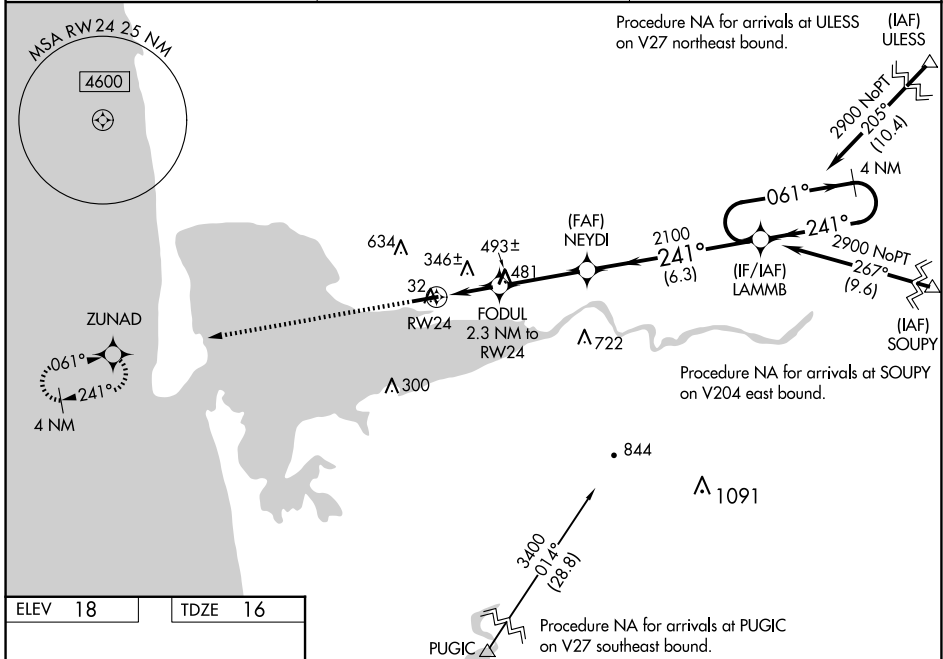 MSA RW24 25 NM
4600
Procedure NA for arrivals at ULESS
on V27 northeast bound.
(IAF)
ULESS
2900 NoPT
205°
(10.4)
4 NM
061°
241°
2900 NoPT
267°
(9.6)
(IF/IAF)
LAMMB
(IAF)
SOUPY
2100
241°
(6.3)
(FAF)
NEYDI
634
346±
493±
481
32
RW24
FODUL
2.3 NM to
RW24
722
ZUNAD
061°
241°
4 NM
300
Procedure NA for arrivals at SOUPY
on V204 east bound.
844
1091
3400
014°
(28.8)
PUGIC
Procedure NA for arrivals at PUGIC
on V27 southeast bound.
ELEV 18
TDZE 16